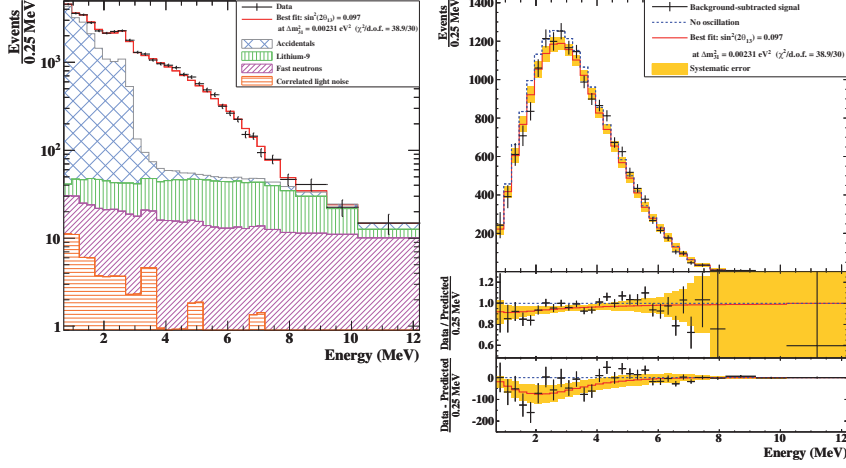 Events
0.25 MeV
10³
10²
10
1
Data
Best fit: sin²(2θ₁₃) = 0.097
at Δm²₃₁ = 0.00231 eV² (χ²/d.o.f. = 38.9/30)
Accidentals
Lithium-9
Fast neutrons
Correlated light noise
2 4 6 8 10 12
Energy (MeV)
Events
0.25 MeV
1400
1200
1000
800
600
400
200
Background-subtracted signal
No oscillation
Best fit: sin²(2θ₁₃) = 0.097
at Δm²₃₁ = 0.00231 eV² (χ²/d.o.f. = 38.9/30)
Systematic error
Data / Predicted
0.25 MeV
1.2
1.0
0.8
0.6
Data - Predicted
0.25 MeV
0
-100
-200
2 4 6 8 10 12
Energy (MeV)